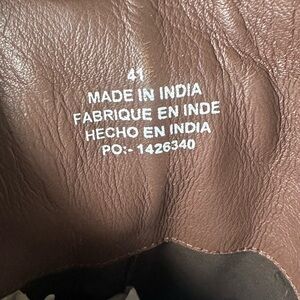 41
MADE IN INDIA
FABRIQUE EN INDE
HECHO EN INDIA
PO:- 1426340